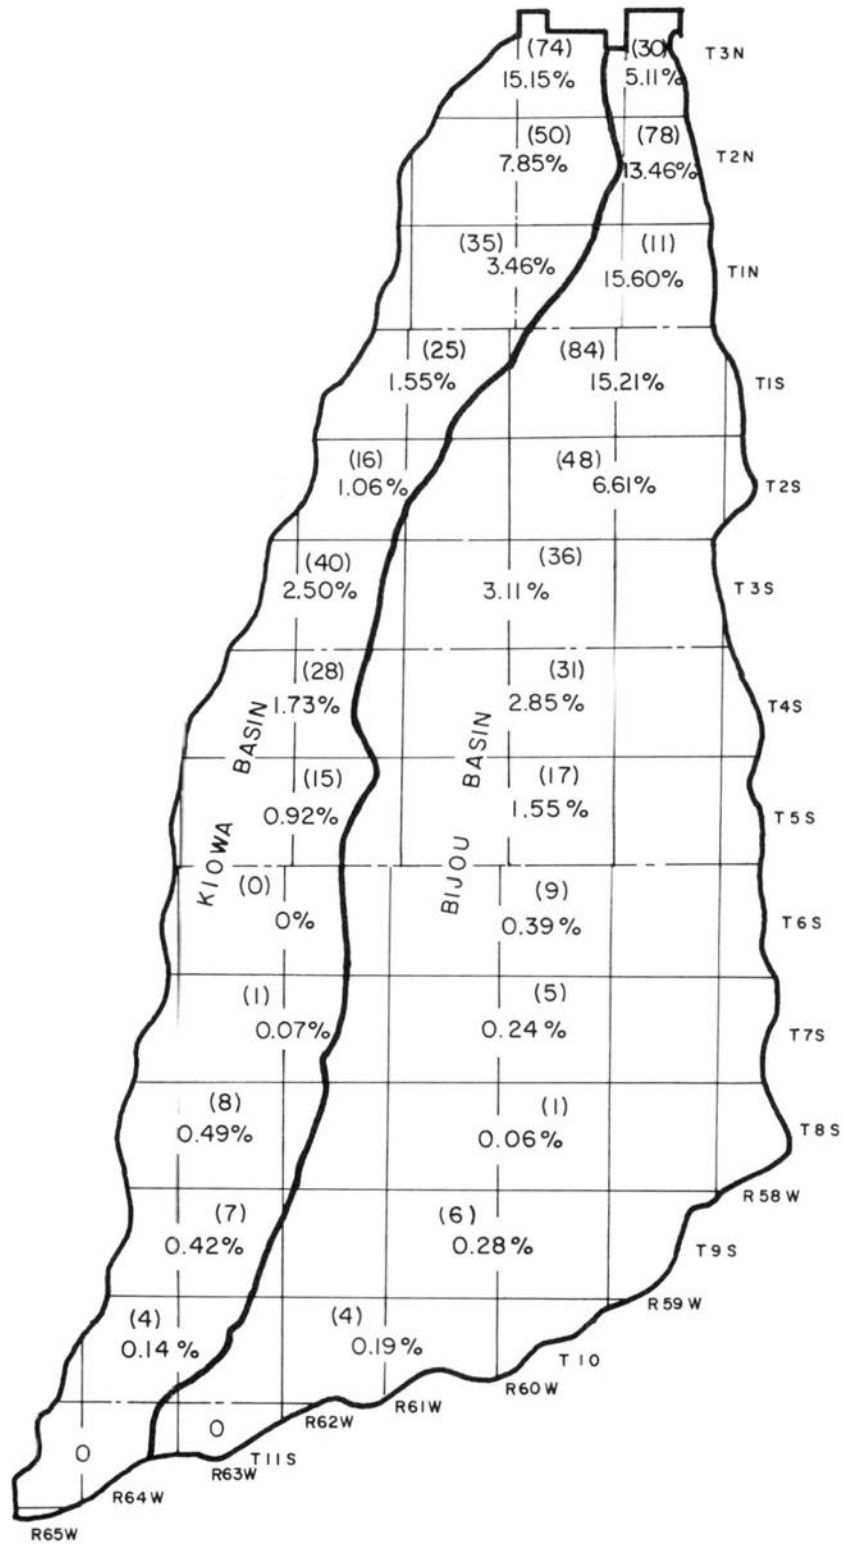 (74) (30) T3N
15.15% 5.11%
(50) (78) T2N
7.85% 13.46%
(35) (11) T1N
3.46% 15.60%
(25) (84) T1S
1.55% 15.21%
(16) (48) T2S
1.06% 6.61%
(40) (36) T3S
2.50% 3.11%
(28) (31) T4S
1.73% 2.85%
KIOWA BASIN
BIJOU BASIN
(15) (17) T5S
0.92% 1.55%
(0) (9) T6S
0% 0.39%
(1) (5) T7S
0.07% 0.24%
(8) (1) T8S
0.49% 0.06%
R58W
(7) (6) T9S
0.42% 0.28%
R59W
(4) (4) T10
0.14% 0.19%
R60W
R61W
R62W
0 0 T11S
R63W
R64W
R65W